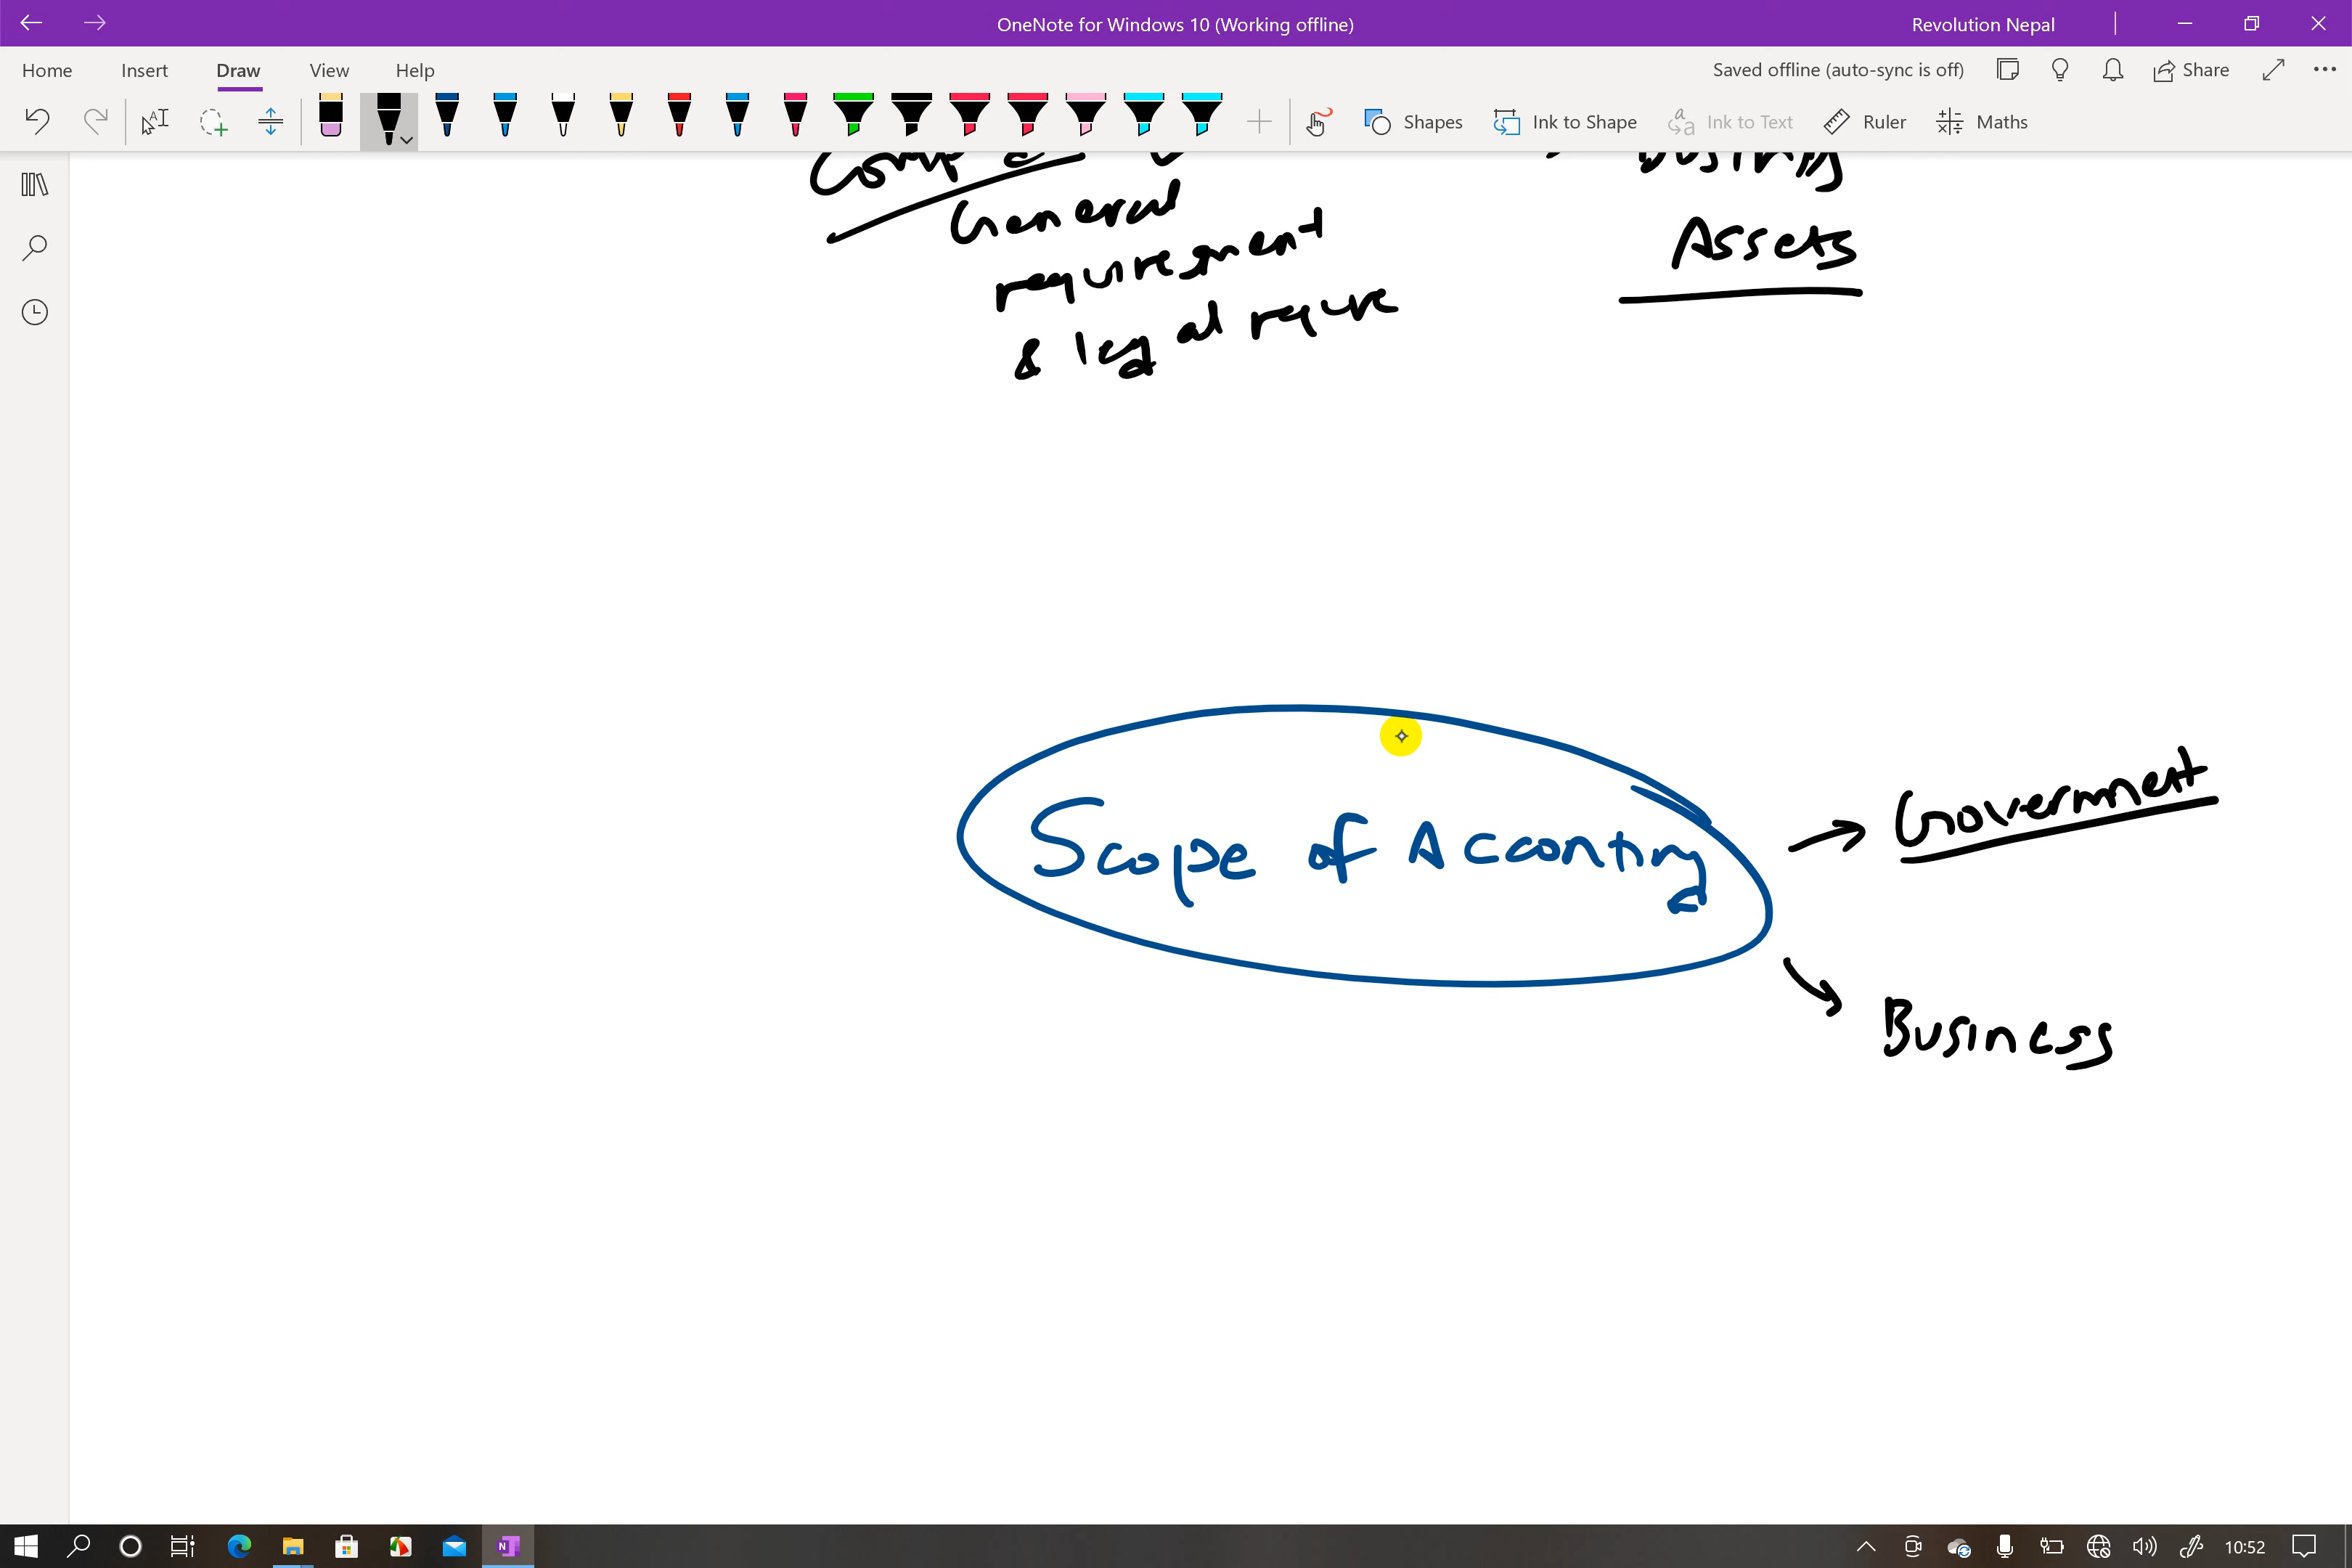 OneNote for Windows 10 (Working offline)
Revolution Nepal
Home Insert Draw View Help
Saved offline (auto-sync is off)
Share
Shapes
Ink to Shape
Ink to Text
Ruler
Maths
General
requirement
& legal requre
Assets
Scope of Acconting
Government
Business
10:52